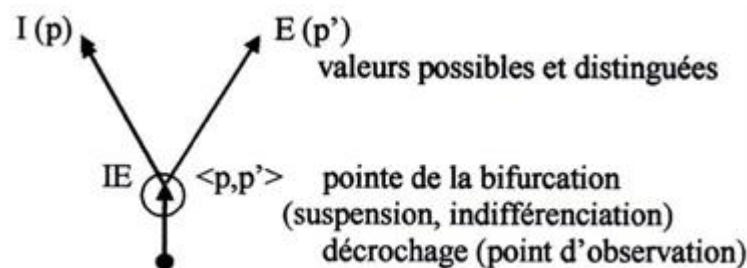 I (p) E (p’)
valeurs possibles et distinguées
IE <p,p’> pointe de la bifurcation
(suspension, indifférenciation)
décrochage (point d’observation)